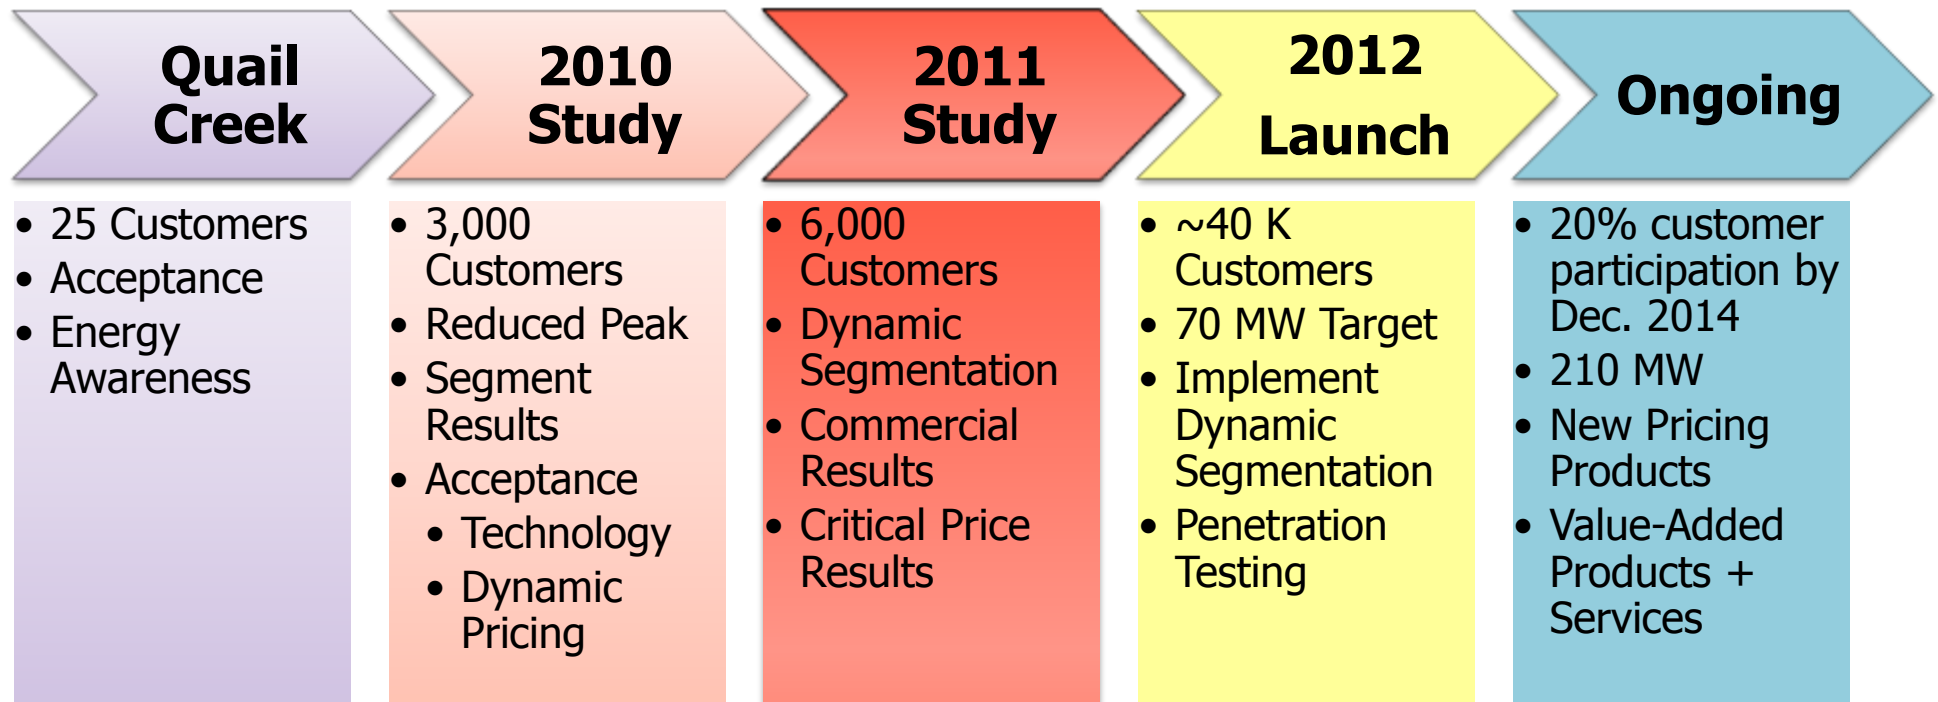 Quail
Creek
• 25 Customers
• Acceptance
• Energy
Awareness
2010
Study
• 3,000
Customers
• Reduced Peak
• Segment
Results
• Acceptance
• Technology
• Dynamic
Pricing
2011
Study
• 6,000
Customers
• Dynamic
Segmentation
• Commercial
Results
• Critical Price
Results
2012
Launch
• ~40 K
Customers
• 70 MW Target
• Implement
Dynamic
Segmentation
• Penetration
Testing
Ongoing
• 20% customer
participation by
Dec. 2014
• 210 MW
• New Pricing
Products
• Value-Added
Products +
Services